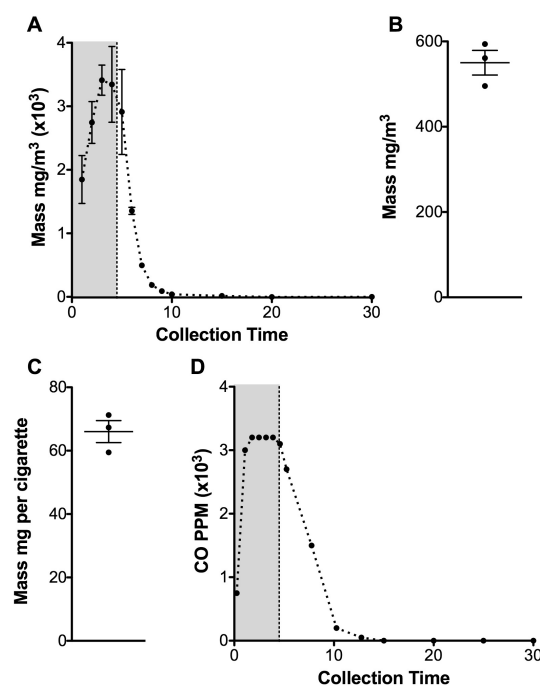 A
Mass mg/m³ (x10³)
4
3
2
1
0
0 10 20 30
Collection Time
B
Mass mg/m³
600
400
200
0
C
Mass mg per cigarette
80
60
40
20
0
D
CO PPM (x10³)
4
3
2
1
0
0 10 20 30
Collection Time